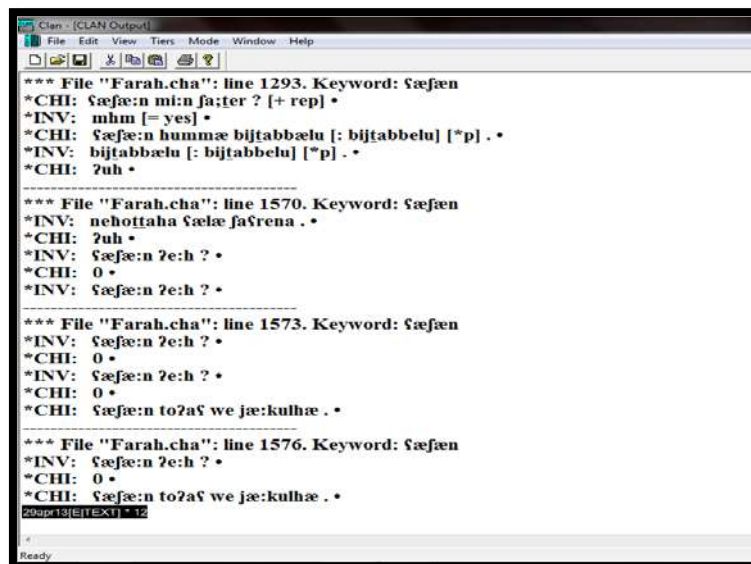 Clan - [CLAN Output]
File Edit View Tiers Mode Window Help
*** File "Farah.cha": line 1293. Keyword: ʕæʃæn
*CHI: ʕæʃæ:n mi:n ʃa;ṯer ? [+ rep] •
*INV: mhm [= yes] •
*CHI: ʕæʃæ:n hummæ bijṯabbælu [: bijṯabbelu] [*p] . •
*INV: bijṯabbælu [: bijṯabbelu] [*p] . •
*CHI: ʔuh •
*** File "Farah.cha": line 1570. Keyword: ʕæʃæn
*INV: neħoṯṯaha ʕælæ ʃaʕrena . •
*CHI: ʔuh •
*INV: ʕæʃæ:n ʔe:h ? •
*CHI: 0 •
*INV: ʕæʃæ:n ʔe:h ? •
*** File "Farah.cha": line 1573. Keyword: ʕæʃæn
*INV: ʕæʃæ:n ʔe:h ? •
*CHI: 0 •
*INV: ʕæʃæ:n ʔe:h ? •
*CHI: 0 •
*CHI: ʕæʃæ:n toʔaʕ we jæ:kulhæ . •
*** File "Farah.cha": line 1576. Keyword: ʕæʃæn
*INV: ʕæʃæ:n ʔe:h ? •
*CHI: 0 •
*CHI: ʕæʃæ:n toʔaʕ we jæ:kulhæ . •
29apr13[E|TEXT] * 12
Ready